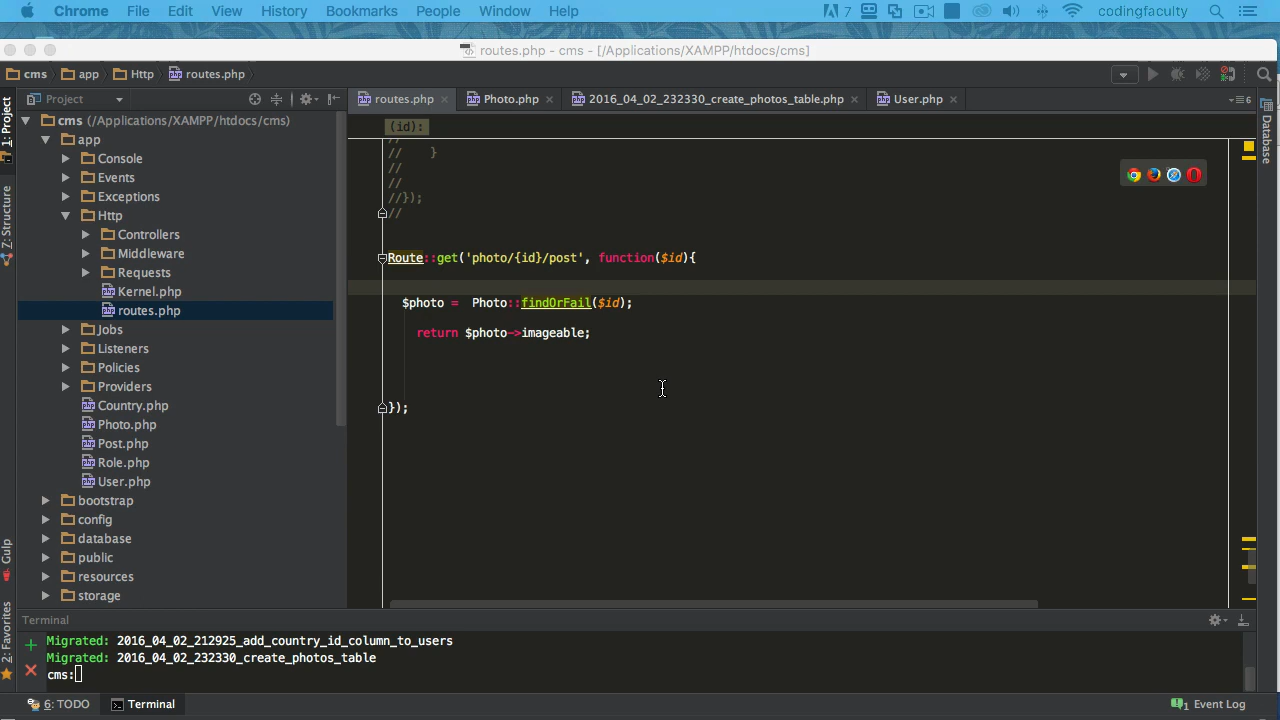 Chrome File Edit View History Bookmarks People Window Help 7 codingfaculty
routes.php - cms - [/Applications/XAMPP/htdocs/cms]
cms app Http routes.php
Project routes.php Photo.php 2016_04_02_232330_create_photos_table.php User.php 6
1: Project
7: Structure
Gulp
2: Favorites
Database
cms (/Applications/XAMPP/htdocs/cms)
app
Console
Events
Exceptions
Http
Controllers
Middleware
Requests
Kernel.php
routes.php
Jobs
Listeners
Policies
Providers
Country.php
Photo.php
Post.php
Role.php
User.php
bootstrap
config
database
public
resources
storage
(id):
//
// }
//
//
//});
//
Route::get('photo/{id}/post', function($id){
$photo = Photo::findOrFail($id);
return $photo->imageable;
});
Terminal
Migrated: 2016_04_02_212925_add_country_id_column_to_users
Migrated: 2016_04_02_232330_create_photos_table
cms:
6: TODO Terminal 1 Event Log